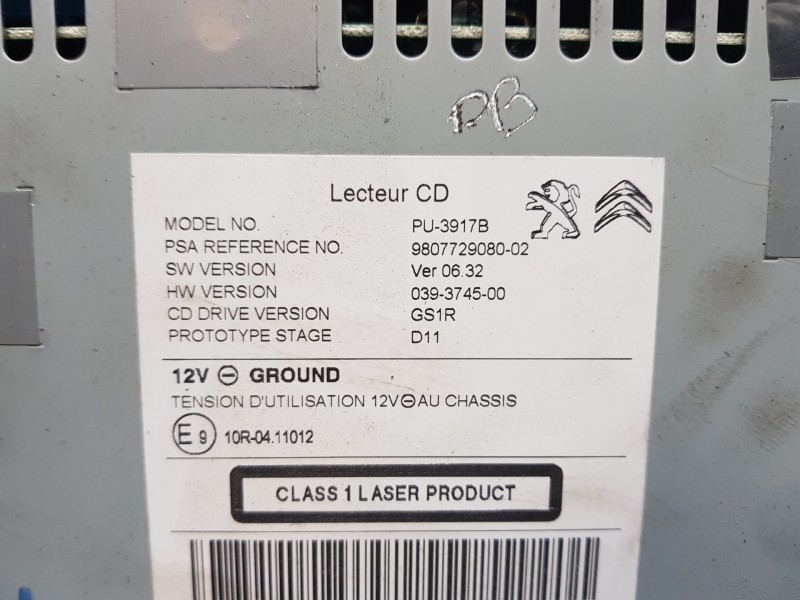 DB
Lecteur CD
MODEL NO. PU-3917B
PSA REFERENCE NO. 9807729080-02
SW VERSION Ver 06.32
HW VERSION 039-3745-00
CD DRIVE VERSION GS1R
PROTOTYPE STAGE D11
12V ⊖ GROUND
TENSION D'UTILISATION 12V⊖AU CHASSIS
E 9 10R-04.11012
CLASS 1 LASER PRODUCT